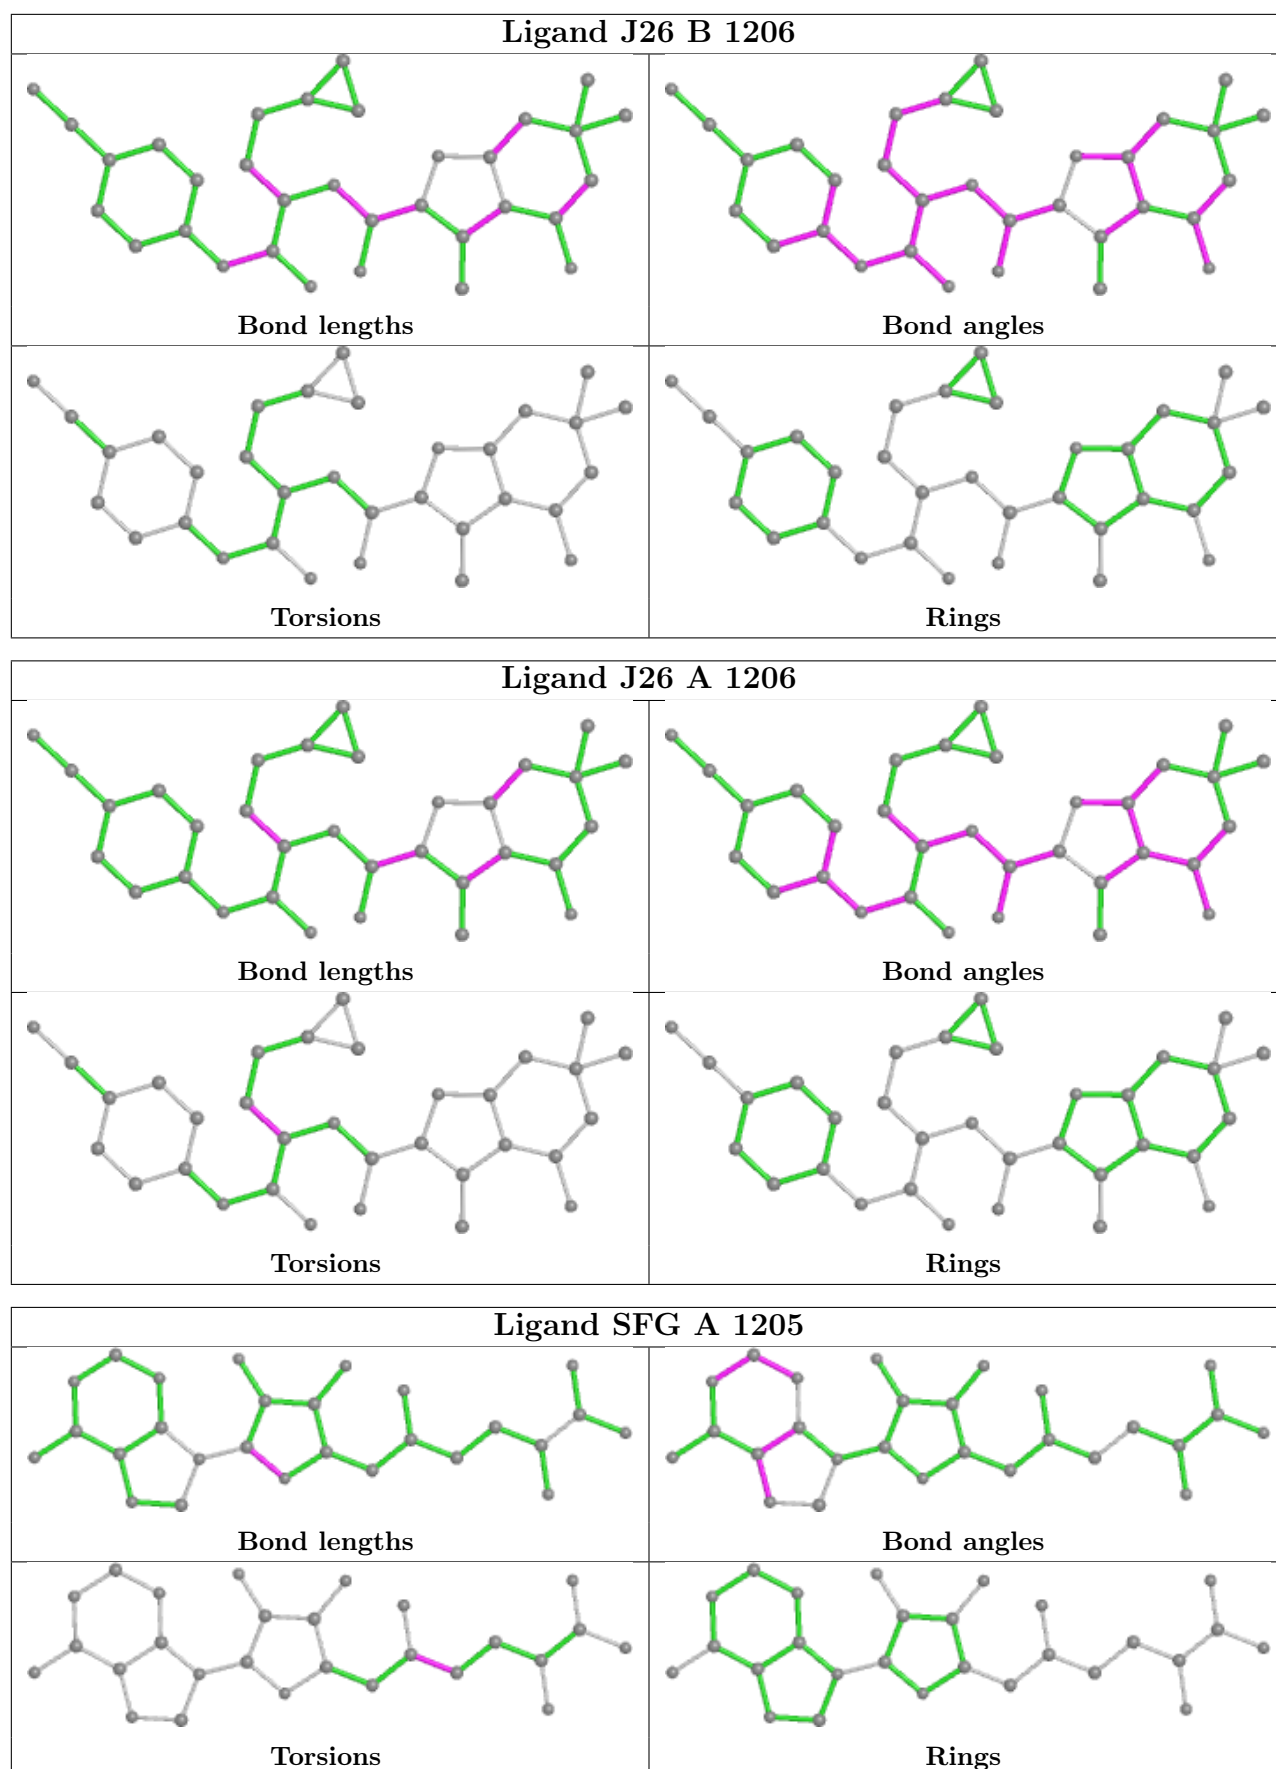 Ligand J26 B 1206
Bond lengths
Bond angles
Torsions
Rings
Ligand J26 A 1206
Bond lengths
Bond angles
Torsions
Rings
Ligand SFG A 1205
Bond lengths
Bond angles
Torsions
Rings